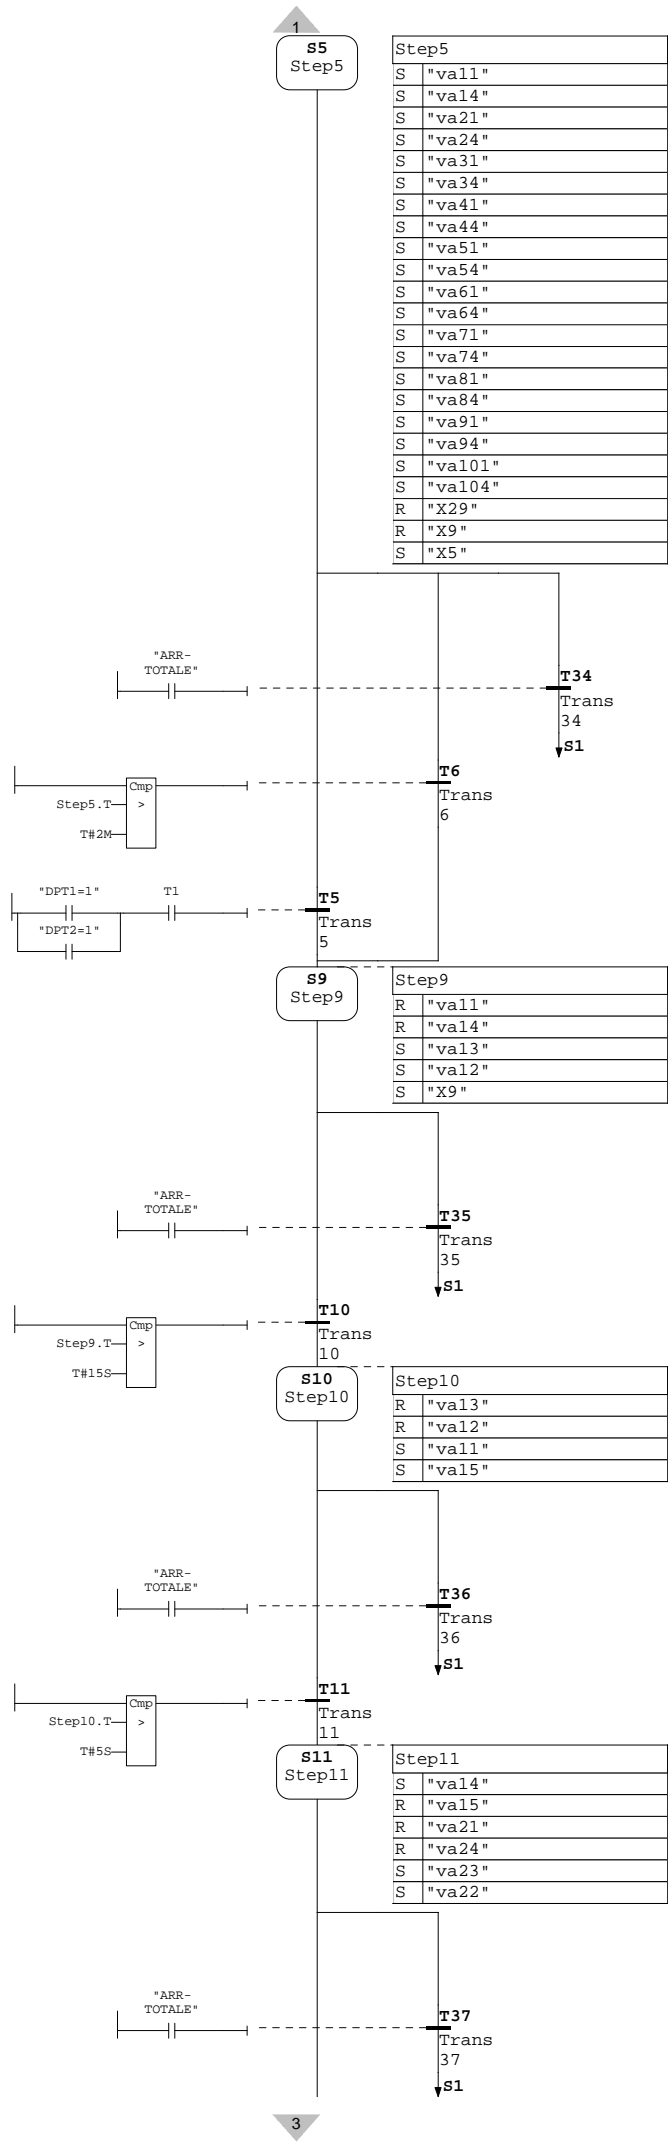 1
S5
Step5
Step5
S "va11"
S "va14"
S "va21"
S "va24"
S "va31"
S "va34"
S "va41"
S "va44"
S "va51"
S "va54"
S "va61"
S "va64"
S "va71"
S "va74"
S "va81"
S "va84"
S "va91"
S "va94"
S "va101"
S "va104"
R "X29"
R "X9"
S "X5"
"ARR-
TOTALE"
T34
Trans
34
S1
Cmp
Step5.T
>
T#2M
T6
Trans
6
"DPT1=1"
T1
"DPT2=1"
T5
Trans
5
S9
Step9
Step9
R "va11"
R "va14"
S "va13"
S "va12"
S "X9"
"ARR-
TOTALE"
T35
Trans
35
S1
Cmp
Step9.T
>
T#15S
T10
Trans
10
S10
Step10
Step10
R "va13"
R "va12"
S "va11"
S "va15"
"ARR-
TOTALE"
T36
Trans
36
S1
Cmp
Step10.T
>
T#5S
T11
Trans
11
S11
Step11
Step11
S "va14"
R "va15"
R "va21"
R "va24"
S "va23"
S "va22"
"ARR-
TOTALE"
T37
Trans
37
S1
3